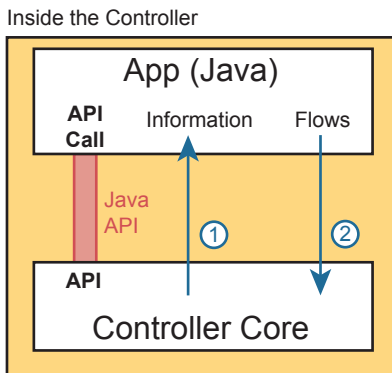 Inside the Controller
App (Java)
API
Call
Information
Flows
Java
API
1
2
API
Controller Core